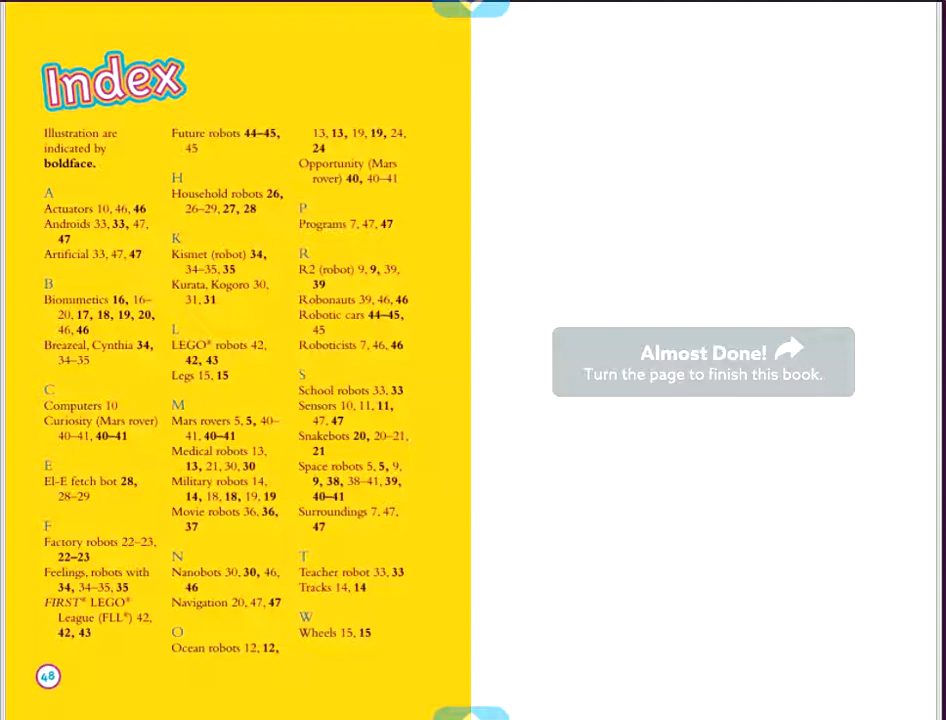 Index
Illustration are
indicated by
boldface.
A
Actuators 10, 46, 46
Androids 33, 33, 47,
47
Artificial 33, 47, 47
B
Biomimetics 16, 16–
20, 17, 18, 19, 20,
46, 46
Breazeal, Cynthia 34,
34–35
C
Computers 10
Curiosity (Mars rover)
40–41, 40–41
E
El-E fetch bot 28,
28–29
F
Factory robots 22–23,
22–23
Feelings, robots with
34, 34–35, 35
FIRST® LEGO®
League (FLL®) 42,
42, 43
48
Future robots 44–45,
45
H
Household robots 26,
26–29, 27, 28
K
Kismet (robot) 34,
34–35, 35
Kurata, Kogoro 30,
31, 31
L
LEGO® robots 42,
42, 43
Legs 15, 15
M
Mars rovers 5, 5, 40–
41, 40–41
Medical robots 13,
13, 21, 30, 30
Military robots 14,
14, 18, 18, 19, 19
Movie robots 36, 36,
37
N
Nanobots 30, 30, 46,
46
Navigation 20, 47, 47
O
Ocean robots 12, 12,
13, 13, 19, 19, 24,
24
Opportunity (Mars
rover) 40, 40–41
P
Programs 7, 47, 47
R
R2 (robot) 9, 9, 39,
39
Robonauts 39, 46, 46
Robotic cars 44–45,
45
Roboticists 7, 46, 46
S
School robots 33, 33
Sensors 10, 11, 11,
47, 47
Snakebots 20, 20–21,
21
Space robots 5, 5, 9,
9, 38, 38–41, 39,
40–41
Surroundings 7, 47,
47
T
Teacher robot 33, 33
Tracks 14, 14
W
Wheels 15, 15
Almost Done!
Turn the page to finish this book.